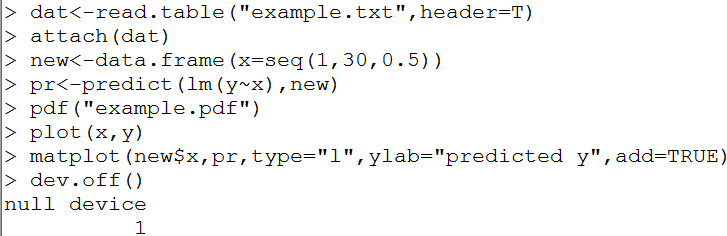 > dat<-read.table("example.txt",header=T)
> attach(dat)
> new<-data.frame(x=seq(1,30,0.5))
> pr<-predict(lm(y~x),new)
> pdf("example.pdf")
> plot(x,y)
> matplot(new$x,pr,type="l",ylab="predicted y",add=TRUE)
> dev.off()
null device
          1